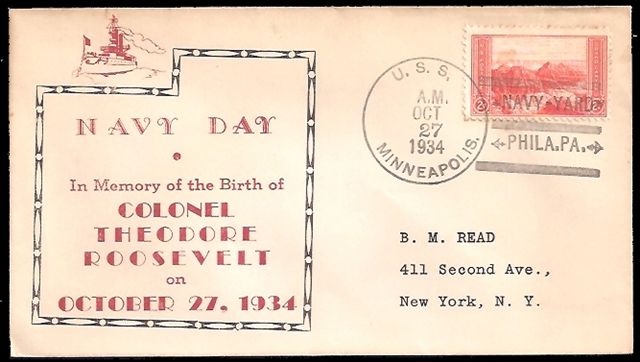 NAVY DAY
In Memory of the Birth of
COLONEL
THEODORE
ROOSEVELT
on
OCTOBER 27, 1934
U. S. S.
A.M.
OCT
27
1934
MINNEAPOLIS.
NAVY-YARD
PHILA.PA.
B. M. READ
411 Second Ave.,
New York, N. Y.